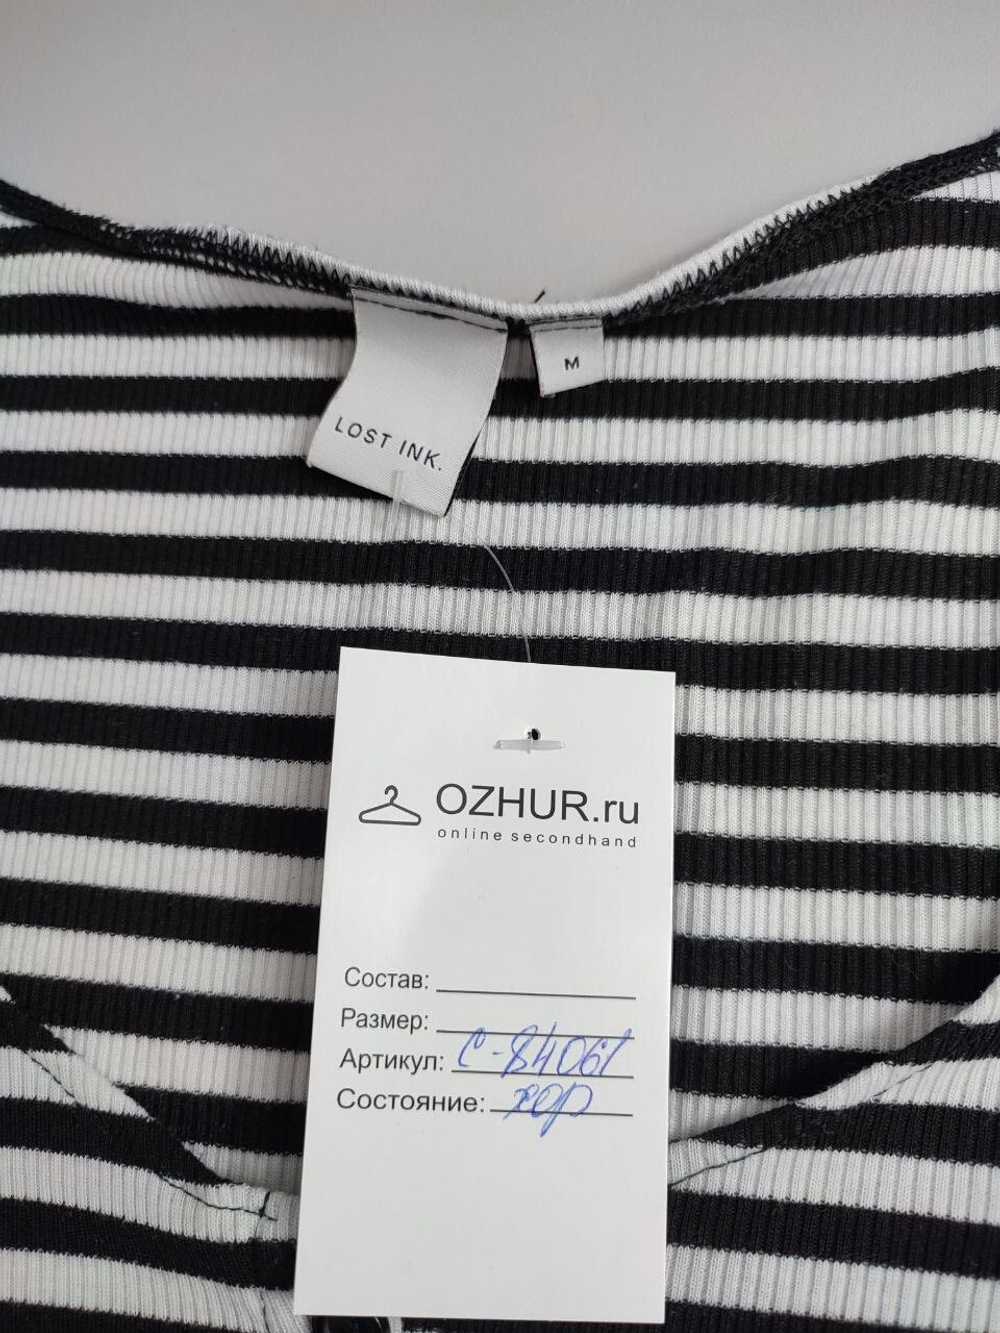 LOST INK.
M
OZHUR.ru
online secondhand
Состав:
Размер:
Артикул: С-84061
Состояние: хор